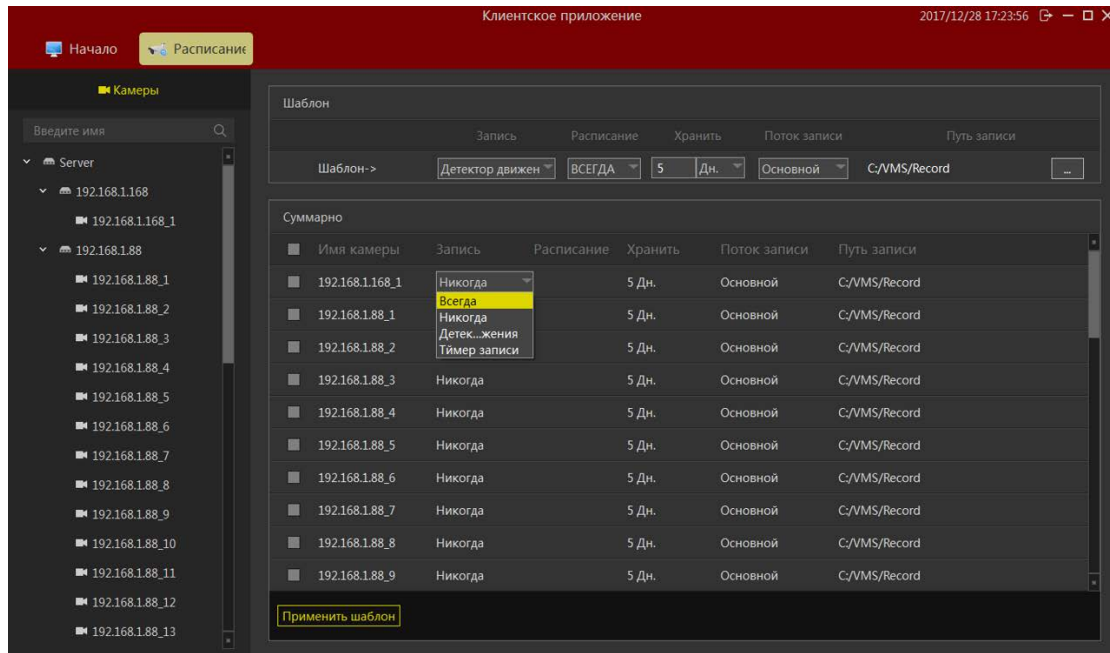 Клиентское приложение 2017/12/28 17:23:56
Начало Расписание
Камеры
Введите имя
Server
192.168.1.168
192.168.1.168_1
192.168.1.88
192.168.1.88_1
192.168.1.88_2
192.168.1.88_3
192.168.1.88_4
192.168.1.88_5
192.168.1.88_6
192.168.1.88_7
192.168.1.88_8
192.168.1.88_9
192.168.1.88_10
192.168.1.88_11
192.168.1.88_12
192.168.1.88_13
Шаблон
Запись Расписание Хранить Поток записи Путь записи
Шаблон-> Детектор движен ВСЕГДА 5 Дн. Основной C:/VMS/Record ...
Суммарно
Имя камеры Запись Расписание Хранить Поток записи Путь записи
192.168.1.168_1 Никогда 5 Дн. Основной C:/VMS/Record
Всегда
Никогда
Детек...жения
Тймер записи
192.168.1.88_1 5 Дн. Основной C:/VMS/Record
192.168.1.88_2 5 Дн. Основной C:/VMS/Record
192.168.1.88_3 Никогда 5 Дн. Основной C:/VMS/Record
192.168.1.88_4 Никогда 5 Дн. Основной C:/VMS/Record
192.168.1.88_5 Никогда 5 Дн. Основной C:/VMS/Record
192.168.1.88_6 Никогда 5 Дн. Основной C:/VMS/Record
192.168.1.88_7 Никогда 5 Дн. Основной C:/VMS/Record
192.168.1.88_8 Никогда 5 Дн. Основной C:/VMS/Record
192.168.1.88_9 Никогда 5 Дн. Основной C:/VMS/Record
Применить шаблон